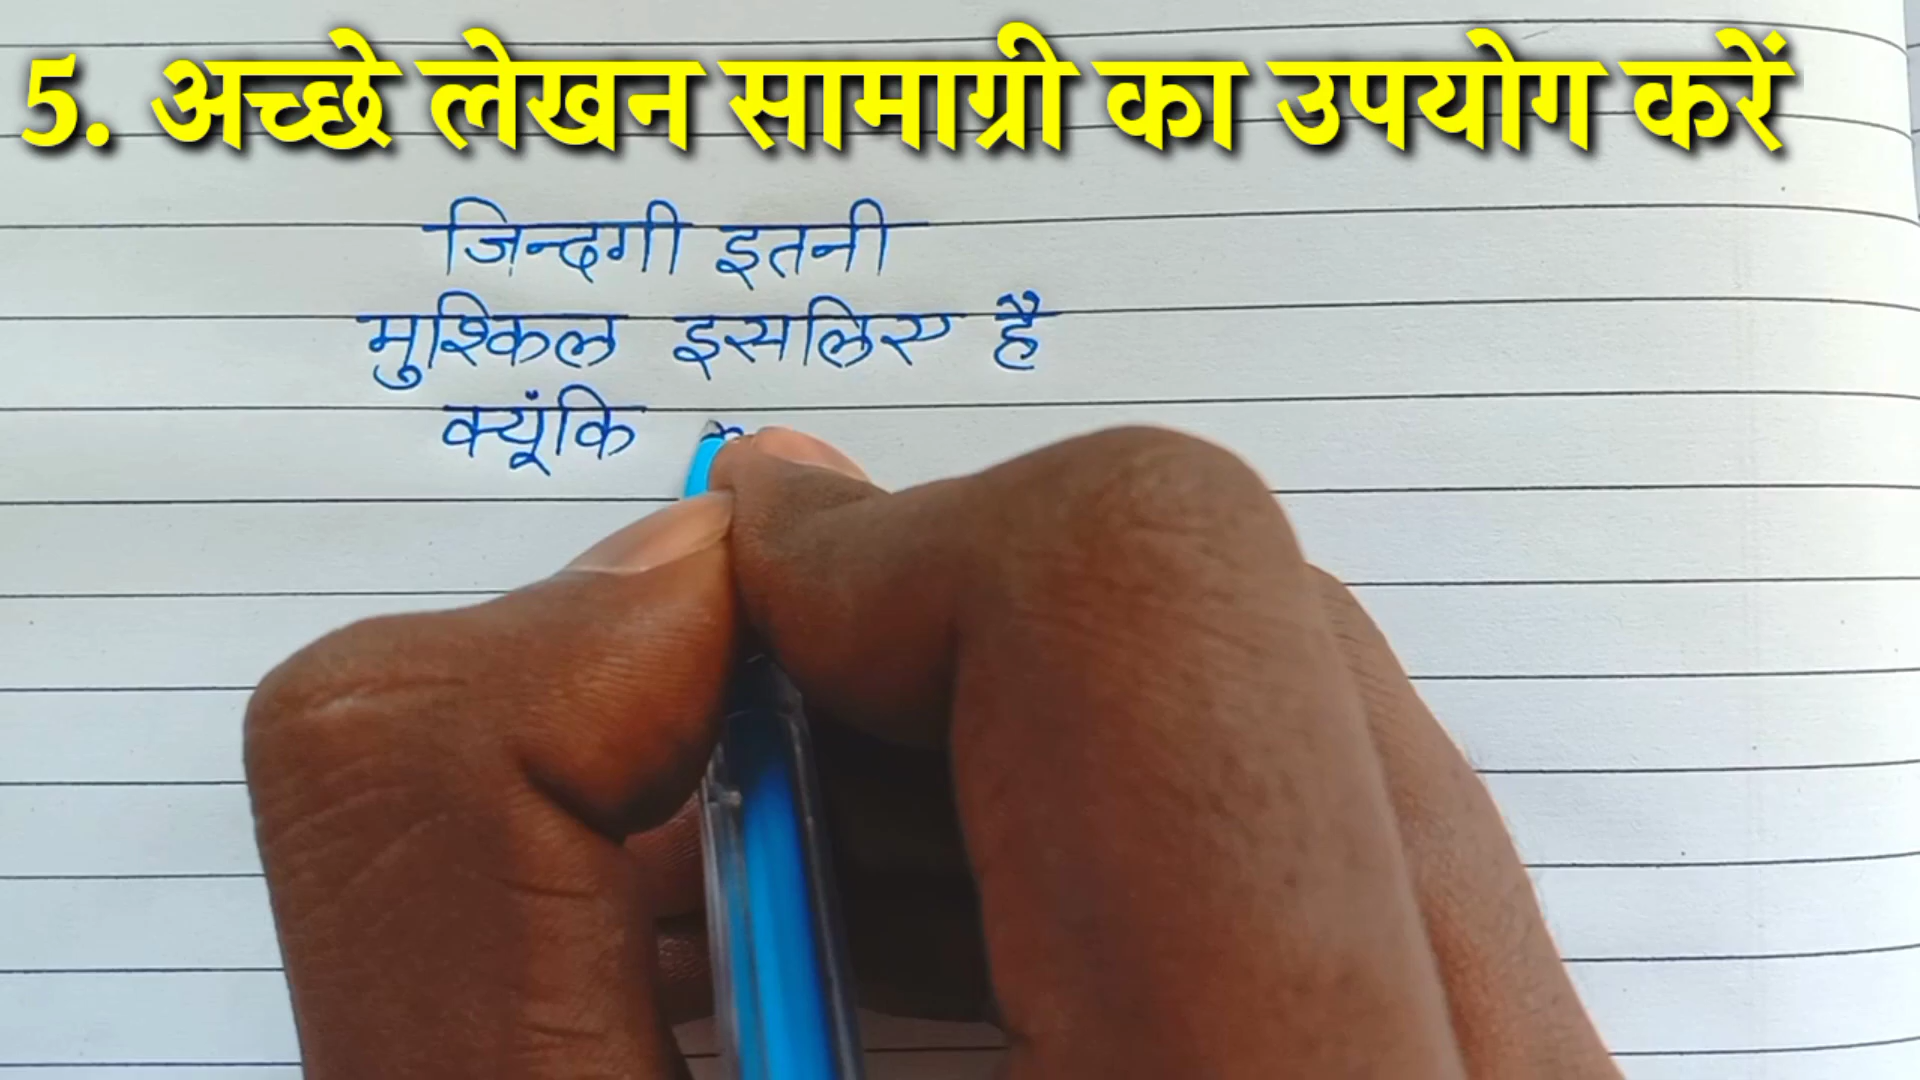 5. अच्छे लेखन सामाग्री का उपयोग करें
जिन्दगी इतनी
मुश्किल इसलिए है
क्यूंकि